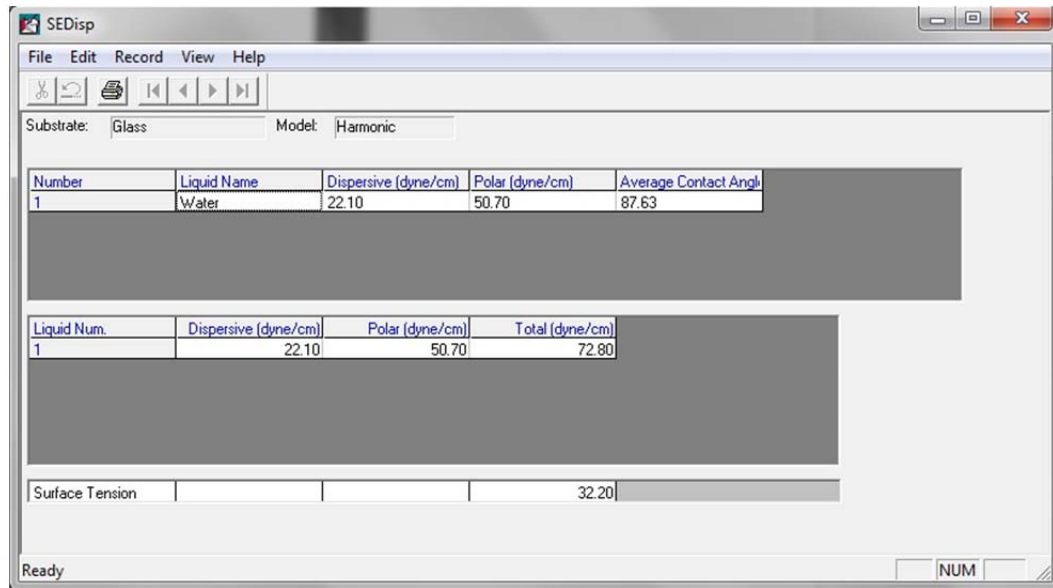 SEDisp
File Edit Record View Help
Substrate: Glass Model: Harmonic
Number Liquid Name Dispersive (dyne/cm) Polar (dyne/cm) Average Contact Angl
1 Water 22.10 50.70 87.63
Liquid Num. Dispersive (dyne/cm) Polar (dyne/cm) Total (dyne/cm)
1 22.10 50.70 72.80
Surface Tension 32.20
Ready NUM